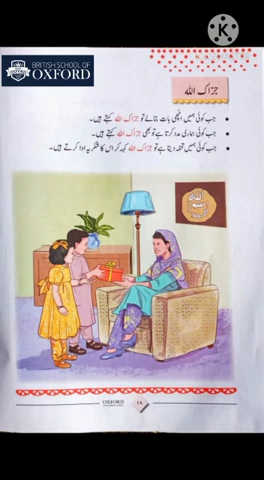 BRITISH SCHOOL OF
OXFORD
K
جزاک اللہ
جب کوئی ہمیں اچھی بات بتائے تو جزاک اللہ کہتے ہیں۔
جب کوئی ہماری مدد کرتا ہے تو بھی جزاک اللہ کہتے ہیں۔
جب کوئی ہمیں تحفہ دیتا ہے تو جزاک اللہ کہہ کر اس کا شکریہ ادا کرتے ہیں۔
OXFORD
۱۸